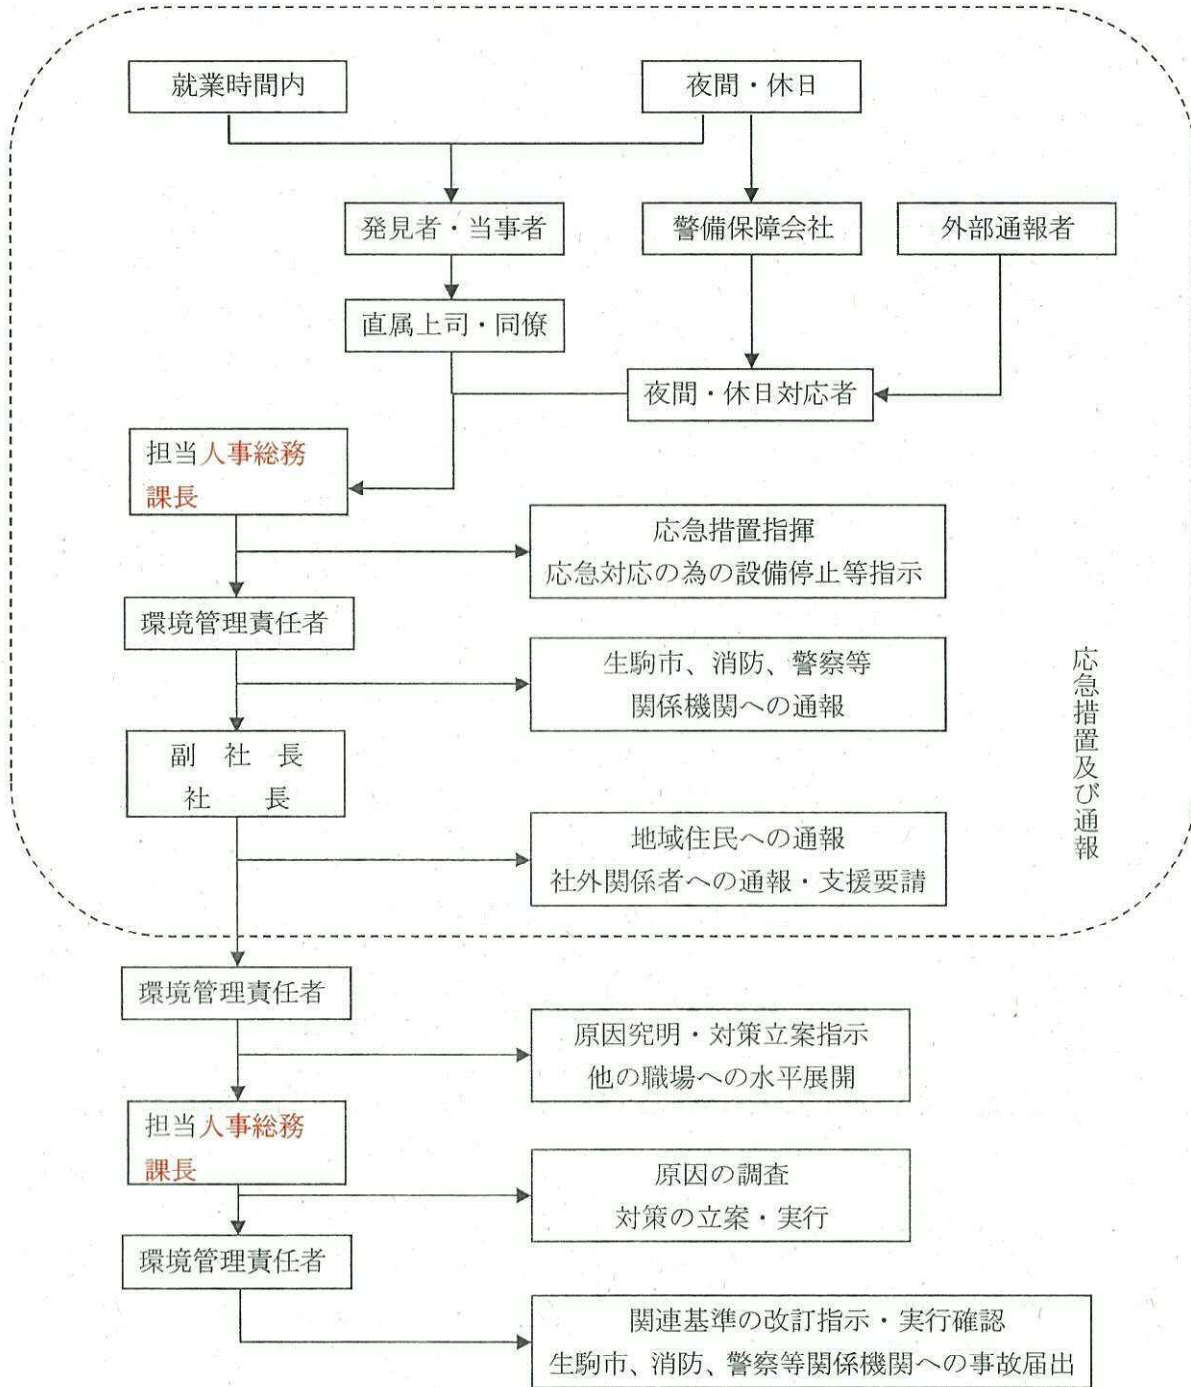 就業時間内
夜間・休日
発見者・当事者
警備保障会社
外部通報者
直属上司・同僚
夜間・休日対応者
担当人事総務
課長
応急措置指揮
応急対応の為の設備停止等指示
環境管理責任者
生駒市、消防、警察等
関係機関への通報
副 社 長
社 長
地域住民への通報
社外関係者への通報・支援要請
応急措置及び通報
環境管理責任者
原因究明・対策立案指示
他の職場への水平展開
担当人事総務
課長
原因の調査
対策の立案・実行
環境管理責任者
関連基準の改訂指示・実行確認
生駒市、消防、警察等関係機関への事故届出